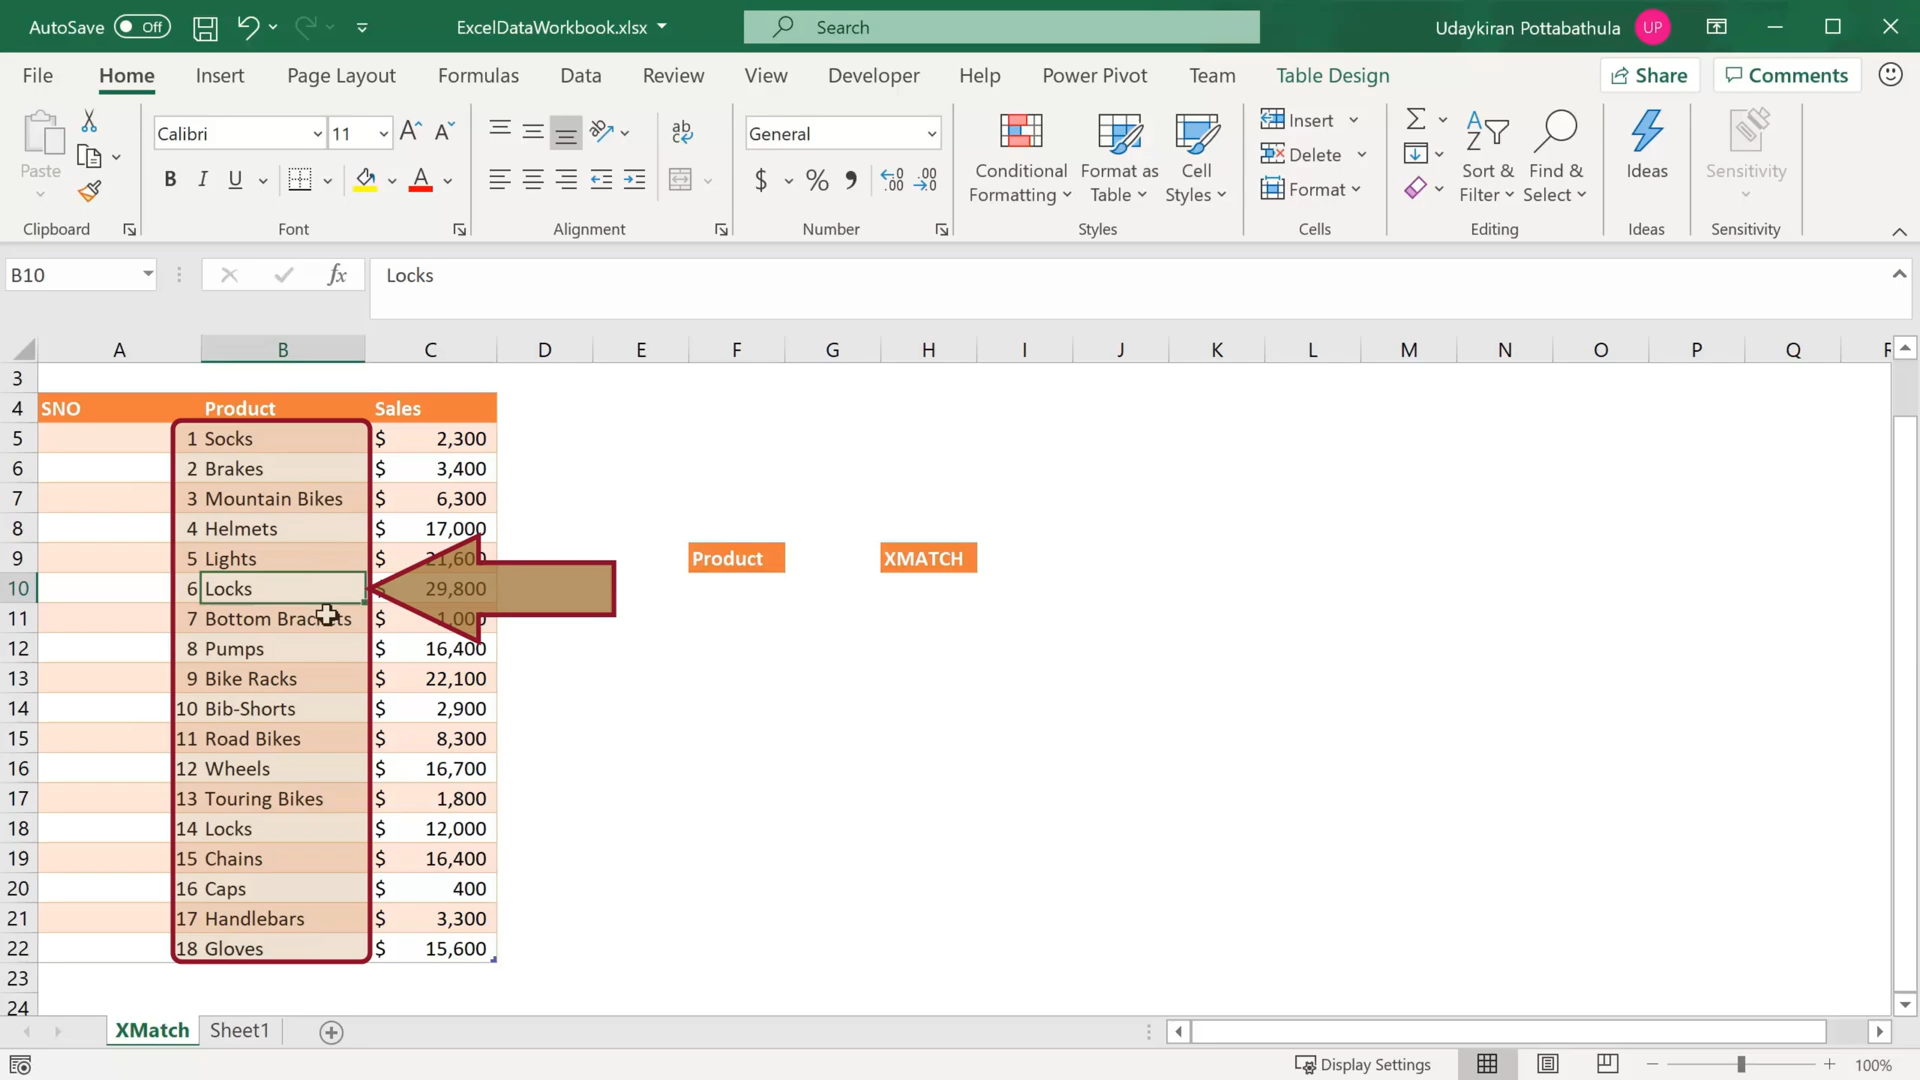 AutoSave Off ExcelDataWorkbook.xlsx Search Udaykiran Pottabathula UP
File Home Insert Page Layout Formulas Data Review View Developer Help Power Pivot Team Table Design Share Comments
Paste Calibri 11 A A ab c General Conditional Formatting Format as Table Cell Styles Insert Delete Format Sort & Filter Find & Select Ideas Sensitivity
B I U A $ % , .00 .00
Clipboard Font Alignment Number Styles Cells Editing Ideas Sensitivity
B10 fx Locks
A B C D E F G H I J K L M N O P Q
3
4 SNO Product Sales
5 1 Socks $ 2,300
6 2 Brakes $ 3,400
7 3 Mountain Bikes $ 6,300
8 4 Helmets $ 17,000
9 5 Lights 21,600 Product XMATCH
10 6 Locks 29,800
11 7 Bottom Brackets 1,000
12 8 Pumps $ 16,400
13 9 Bike Racks $ 22,100
14 10 Bib-Shorts $ 2,900
15 11 Road Bikes $ 8,300
16 12 Wheels $ 16,700
17 13 Touring Bikes $ 1,800
18 14 Locks $ 12,000
19 15 Chains $ 16,400
20 16 Caps $ 400
21 17 Handlebars $ 3,300
22 18 Gloves $ 15,600
23
24
XMatch Sheet1
Display Settings 100%